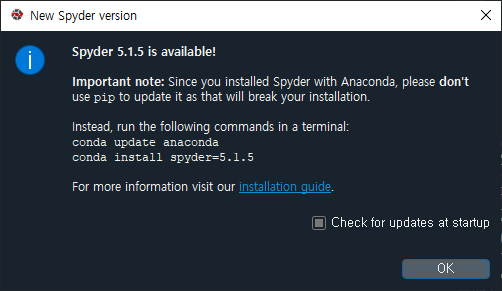 New Spyder version
Spyder 5.1.5 is available!
Important note: Since you installed Spyder with Anaconda, please don't
use pip to update it as that will break your installation.
Instead, run the following commands in a terminal:
conda update anaconda
conda install spyder=5.1.5
For more information visit our installation guide.
Check for updates at startup
OK